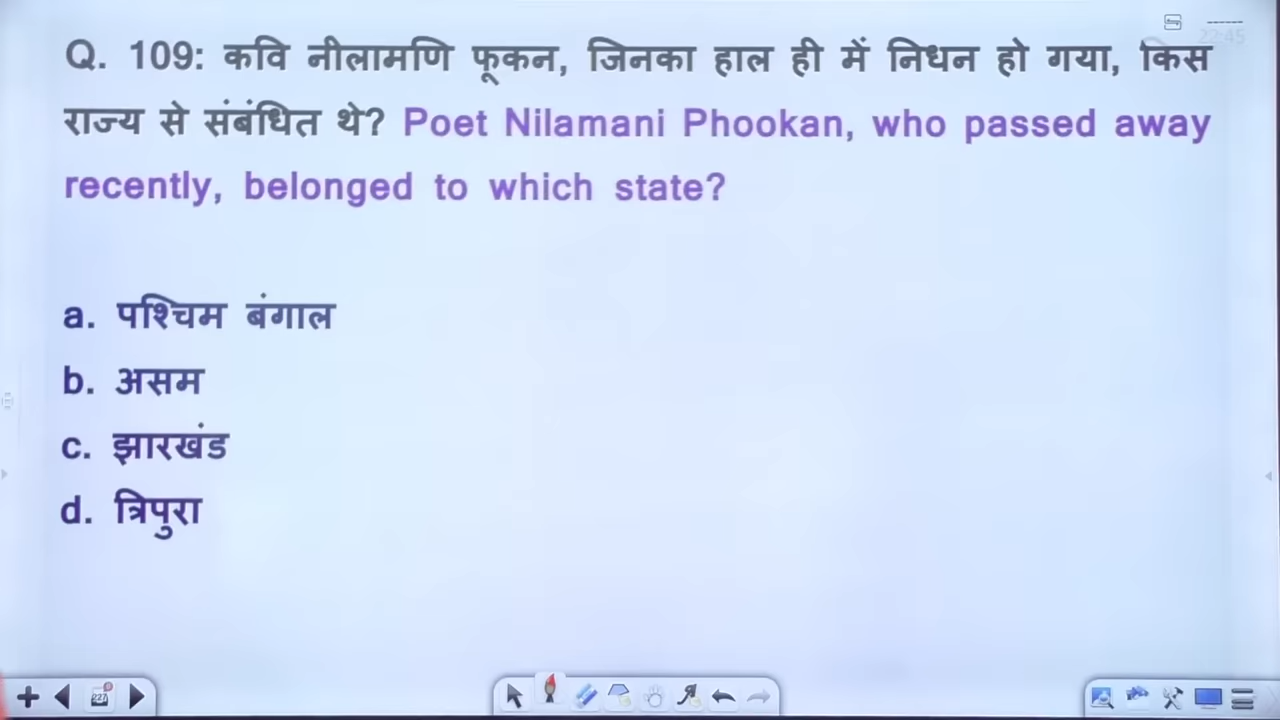 Q. 109: कवि नीलामणि फूकन, जिनका हाल ही में निधन हो गया, किस
राज्य से संबंधित थे? Poet Nilamani Phookan, who passed away
recently, belonged to which state?
a. पश्चिम बंगाल
b. असम
c. झारखंड
d. त्रिपुरा